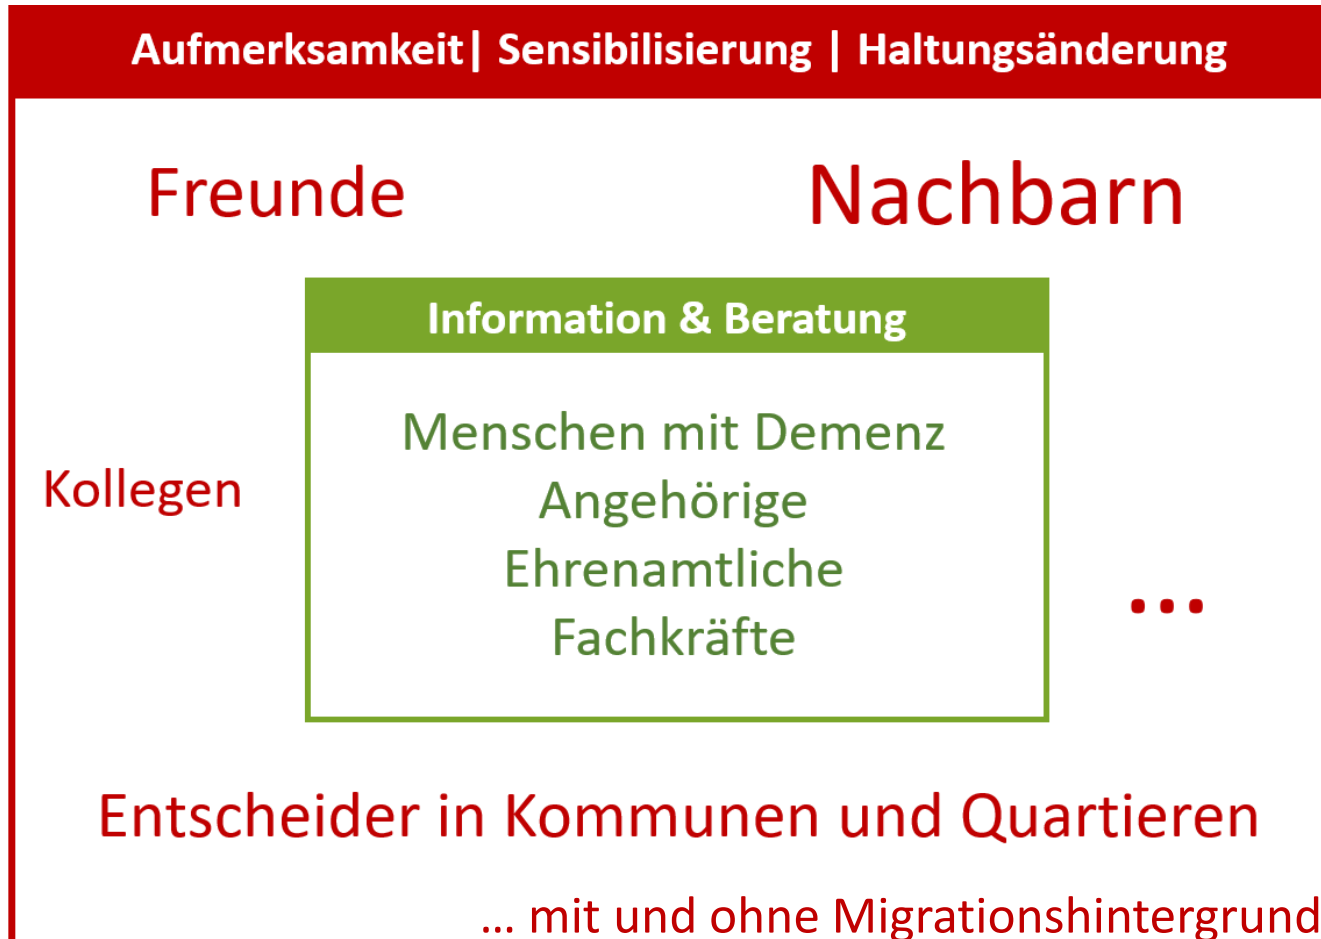 Aufmerksamkeit| Sensibilisierung | Haltungsänderung
Freunde
Nachbarn
Information & Beratung
Menschen mit Demenz
Angehörige
Ehrenamtliche
Fachkräfte
Kollegen
...
Entscheider in Kommunen und Quartieren
... mit und ohne Migrationshintergrund